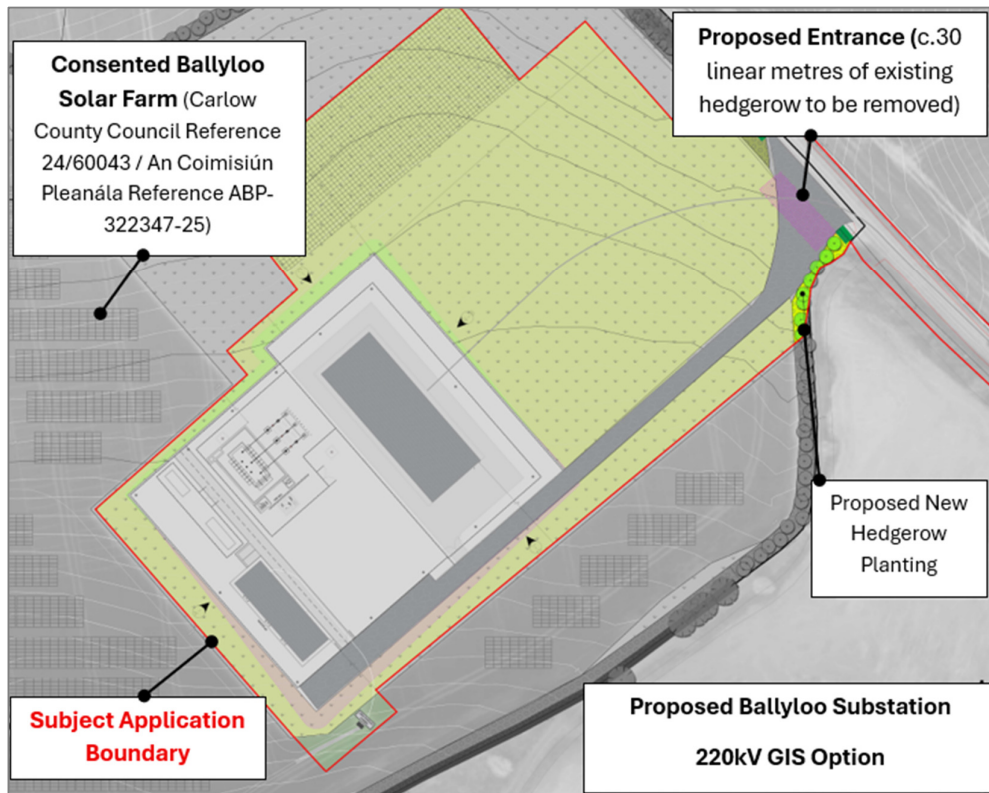 Consented Ballyloo
Solar Farm (Carlow
County Council Reference
24/60043 / An Coimisiún
Pleanála Reference ABP-
322347-25)
Proposed Entrance (c.30
linear metres of existing
hedgerow to be removed)
Proposed New
Hedgerow
Planting
Subject Application
Boundary
Proposed Ballyloo Substation
220kV GIS Option